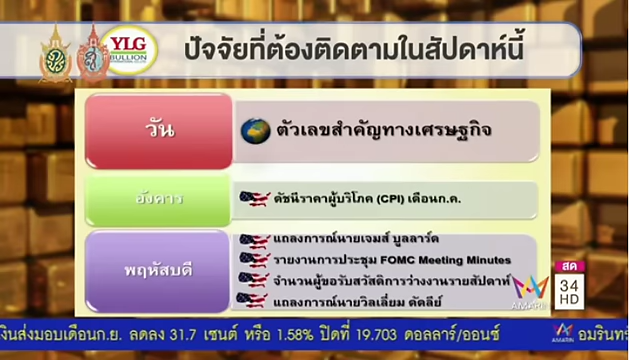 YLG
BULLION
ปัจจัยที่ต้องติดตามในสัปดาห์นี้
วัน
ตัวเลขสำคัญทางเศรษฐกิจ
อังคาร
ดัชนีราคาผู้บริโภค (CPI) เดือนก.ค.
พฤหัสบดี
แถลงการณ์นายเจมส์ บูลลาร์ด
รายงานการประชุม FOMC Meeting Minutes
จำนวนผู้ขอรับสวัสดิการว่างงานรายสัปดาห์
แถลงการณ์นายวิลเลี่ยม ดัดลีย์
AMARIN
สด
34
HD
เงินส่งมอบเดือนก.ย. ลดลง 31.7 เซนต์ หรือ 1.58% ปิดที่ 19.703 ดอลลาร์/ออนซ์
AMARIN
อมรินทร์